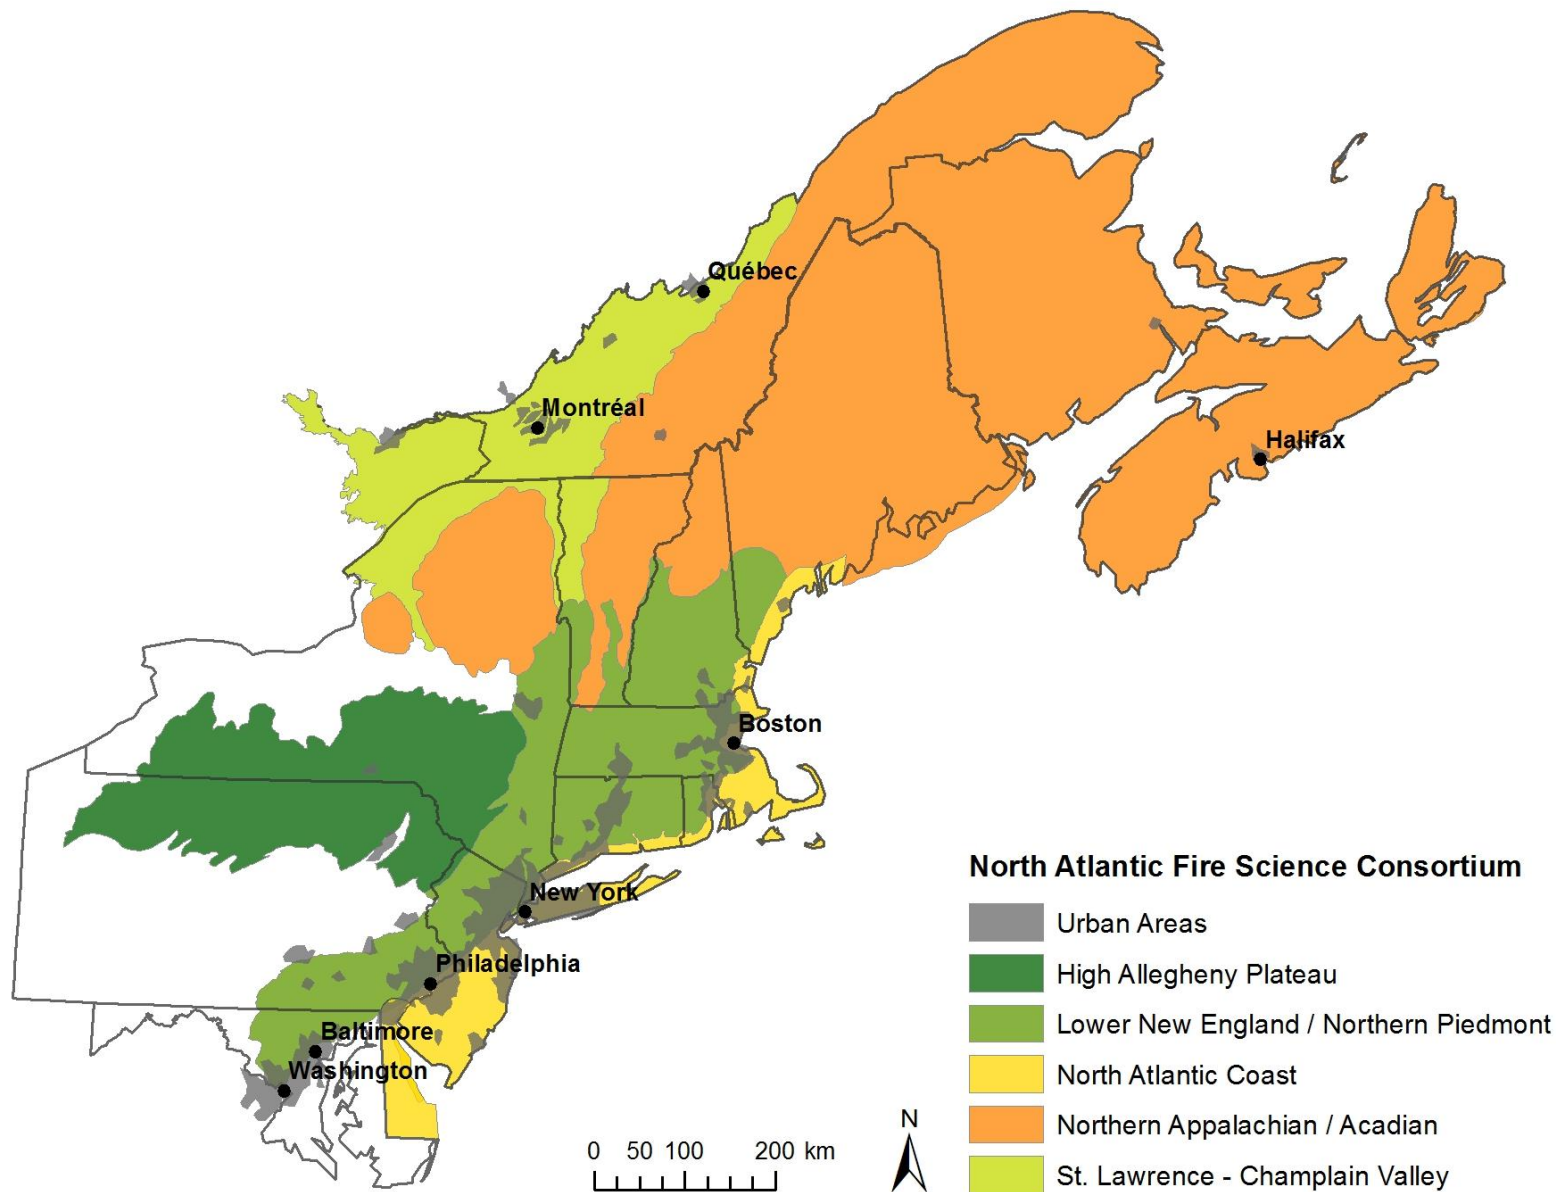 Québec
Montréal
Halifax
Boston
New York
Philadelphia
Baltimore
Washington
North Atlantic Fire Science Consortium
Urban Areas
High Allegheny Plateau
Lower New England / Northern Piedmont
North Atlantic Coast
Northern Appalachian / Acadian
St. Lawrence - Champlain Valley
N
0 50 100 200 km